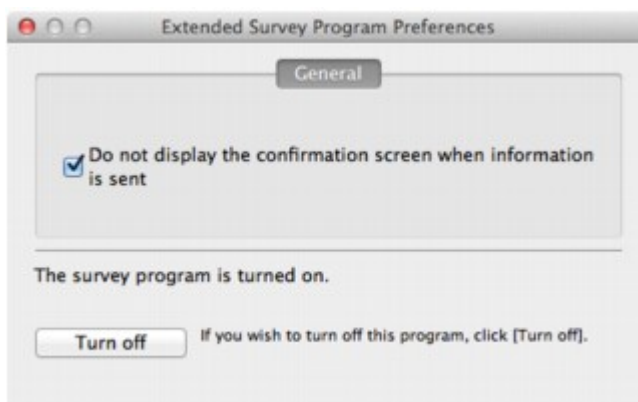 Extended Survey Program Preferences
General
Do not display the confirmation screen when information
is sent
The survey program is turned on.
Turn off
If you wish to turn off this program, click [Turn off].